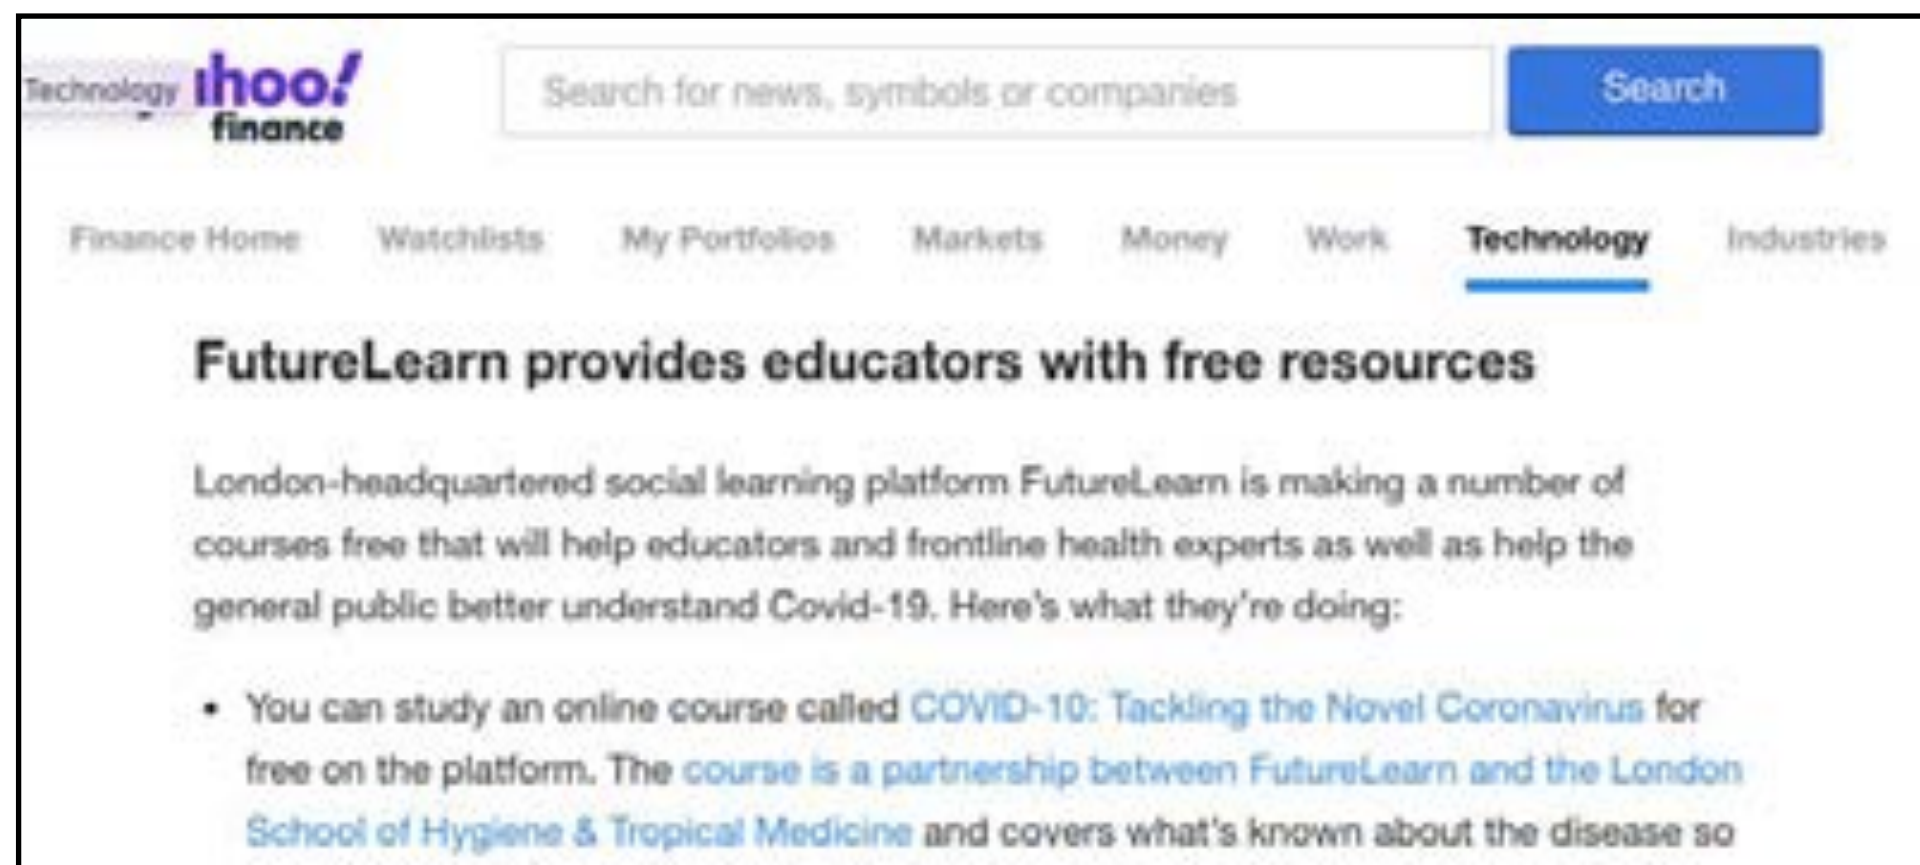 Technology
ihoo!
finance
Search for news, symbols or companies
Search
Finance Home Watchlists My Portfolios Markets Money Work Technology Industries
FutureLearn provides educators with free resources
London-headquartered social learning platform FutureLearn is making a number of
courses free that will help educators and frontline health experts as well as help the
general public better understand Covid-19. Here's what they're doing:
• You can study an online course called COVID-10: Tackling the Novel Coronavirus for
free on the platform. The course is a partnership between FutureLearn and the London
School of Hygiene & Tropical Medicine and covers what's known about the disease so